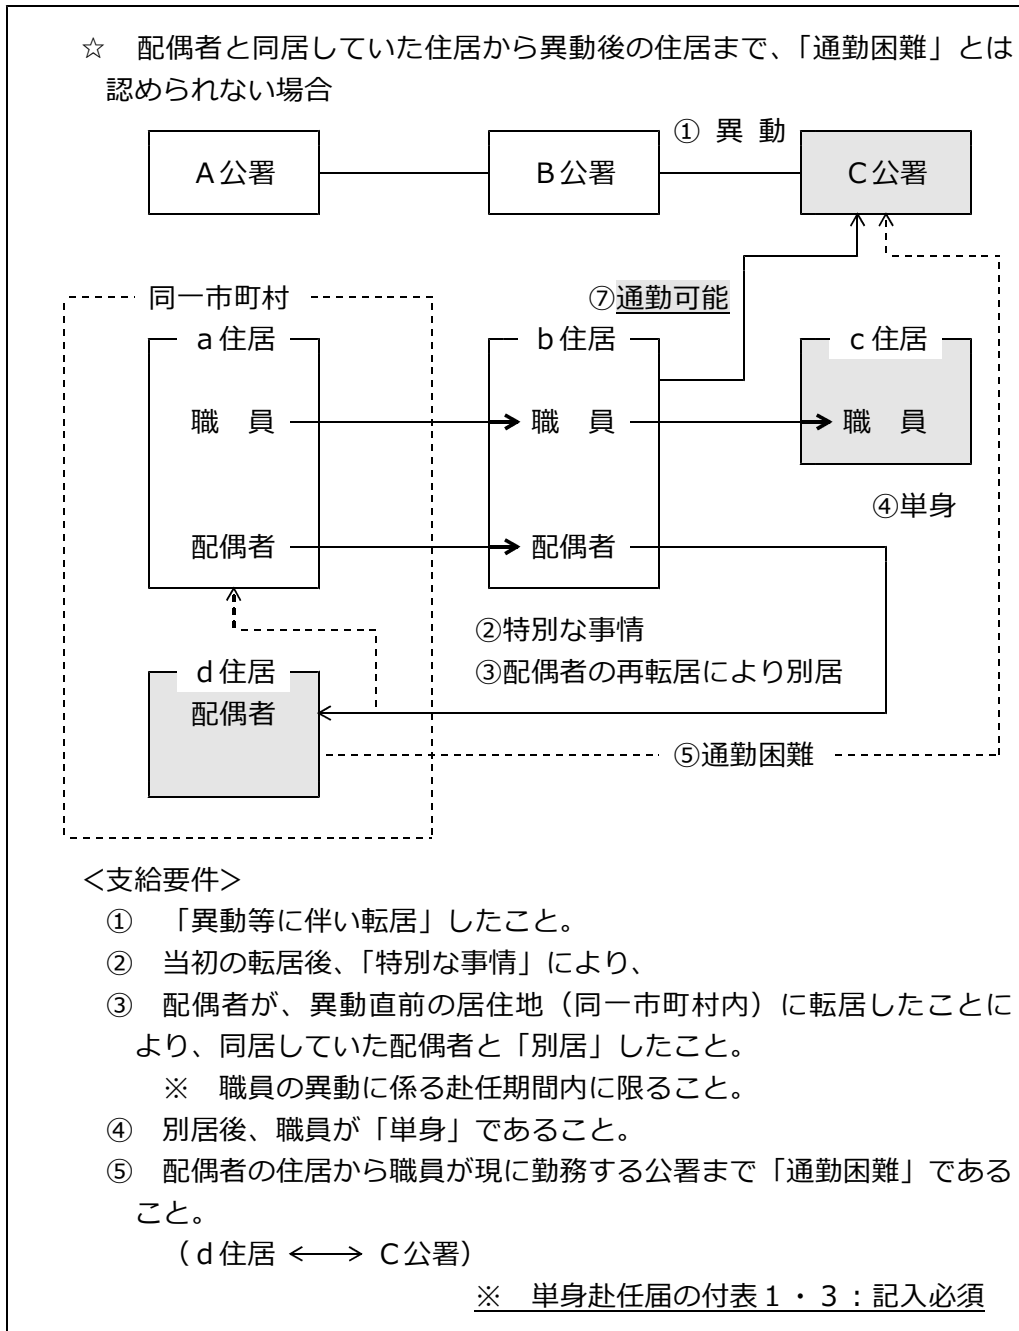 ☆　配偶者と同居していた住居から異動後の住居まで、「通勤困難」とは
認められない場合
① 異 動
Ａ公署
Ｂ公署
Ｃ公署
同一市町村
⑦通勤可能
ａ住居
ｂ住居
ｃ住居
職　員
職　員
職　員
④単身
配偶者
配偶者
②特別な事情
ｄ住居
③配偶者の再転居により別居
配偶者
⑤通勤困難
＜支給要件＞
①　「異動等に伴い転居」したこと。
②　当初の転居後、「特別な事情」により、
③　配偶者が、異動直前の居住地（同一市町村内）に転居したことに
より、同居していた配偶者と「別居」したこと。
※　職員の異動に係る赴任期間内に限ること。
④　別居後、職員が「単身」であること。
⑤　配偶者の住居から職員が現に勤務する公署まで「通勤困難」である
こと。
（ｄ住居 ←→ Ｃ公署）
※　単身赴任届の付表１・３：記入必須